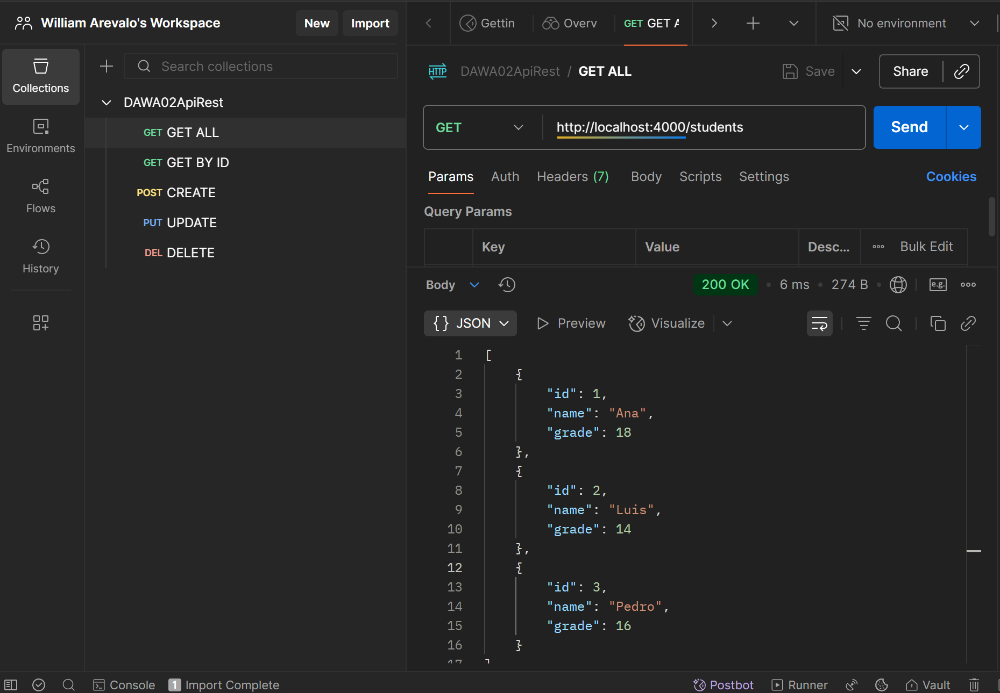 William Arevalo's Workspace
New
Import
Gettin
Overv
GET GET A
No environment
Collections
Environments
Flows
History
Search collections
DAWA02ApiRest
GET GET ALL
GET GET BY ID
POST CREATE
PUT UPDATE
DEL DELETE
HTTP DAWA02ApiRest / GET ALL
Save
Share
GET
http://localhost:4000/students
Send
Params
Auth
Headers (7)
Body
Scripts
Settings
Cookies
Query Params
Key
Value
Desc...
Bulk Edit
Body
200 OK
6 ms
274 B
e.g.
{} JSON
Preview
Visualize
1 [
2 {
3 "id": 1,
4 "name": "Ana",
5 "grade": 18
6 },
7 {
8 "id": 2,
9 "name": "Luis",
10 "grade": 14
11 },
12 {
13 "id": 3,
14 "name": "Pedro",
15 "grade": 16
16 }
17 ]
Console
1 Import Complete
Postbot
Runner
Vault